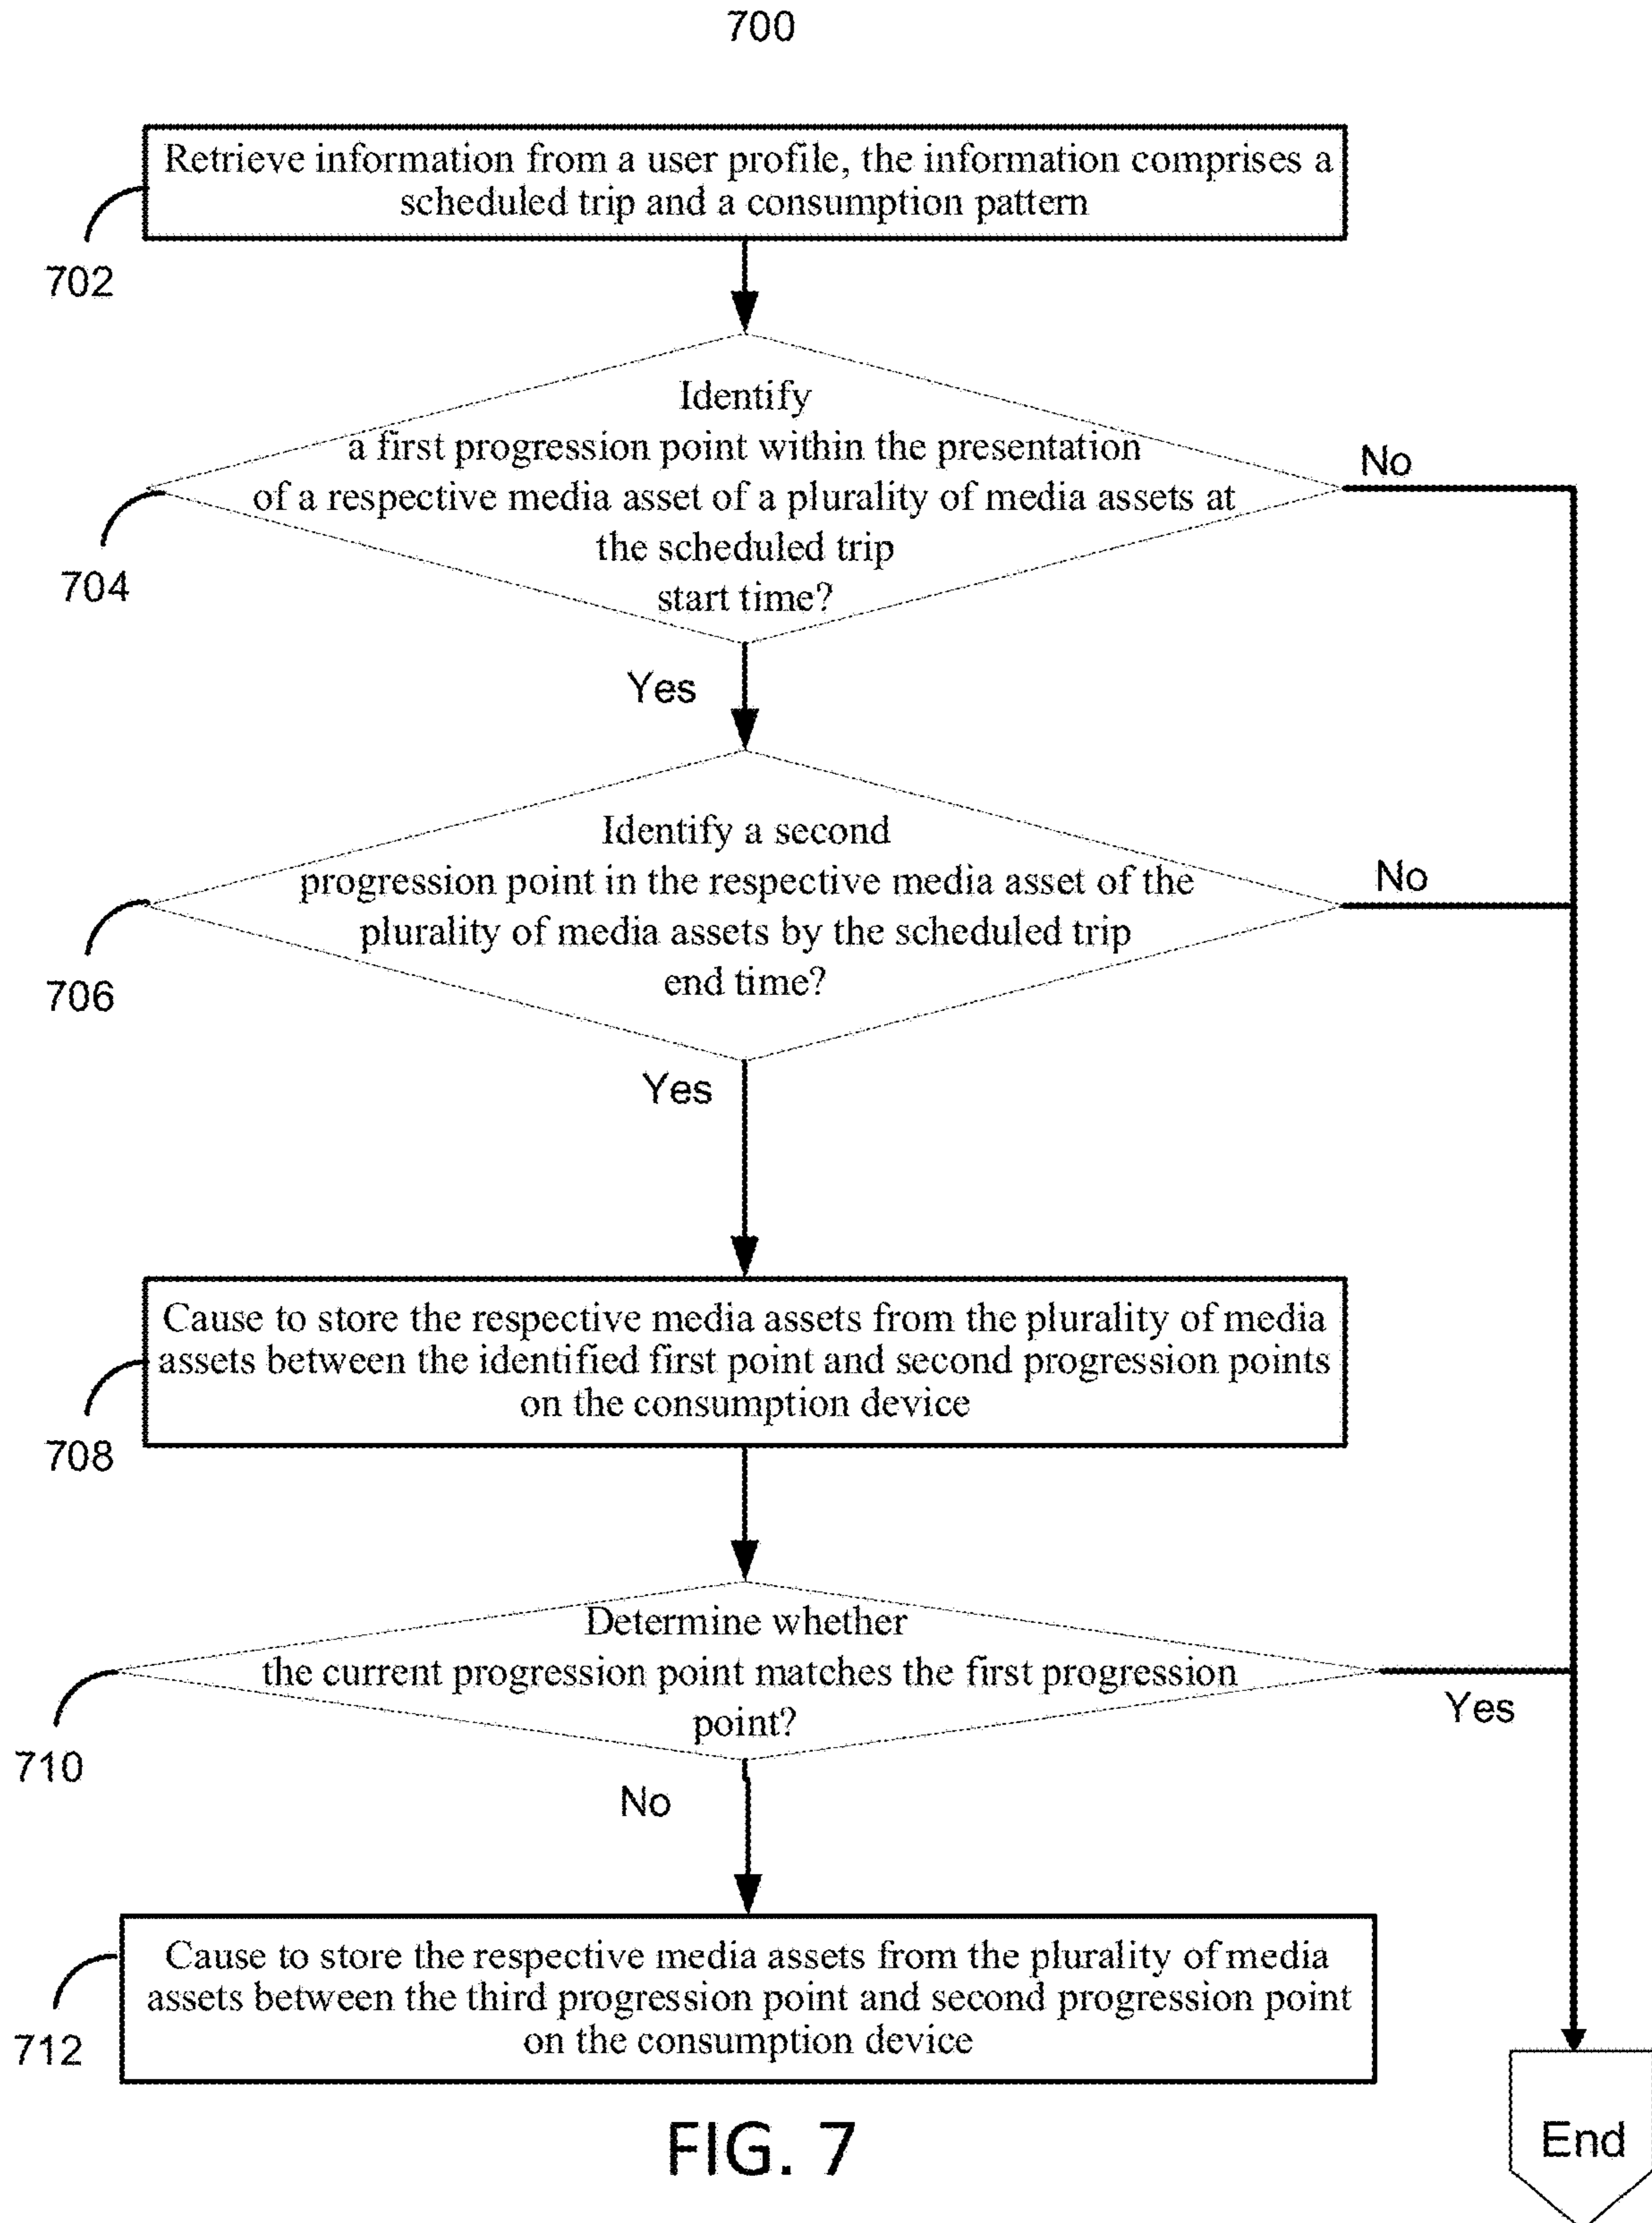 700
Retrieve information from a user profile, the information comprises a
scheduled trip and a consumption pattern
702
Identify
a first progression point within the presentation
of a respective media asset of a plurality of media assets at
the scheduled trip
start time?
No
704
Yes
Identify a second
progression point in the respective media asset of the
plurality of media assets by the scheduled trip
end time?
No
706
Yes
Cause to store the respective media assets from the plurality of media
assets between the identified first point and second progression points
on the consumption device
708
Determine whether
the current progression point matches the first progression
point?
Yes
710
No
Cause to store the respective media assets from the plurality of media
assets between the third progression point and second progression point
on the consumption device
712
End
FIG. 7